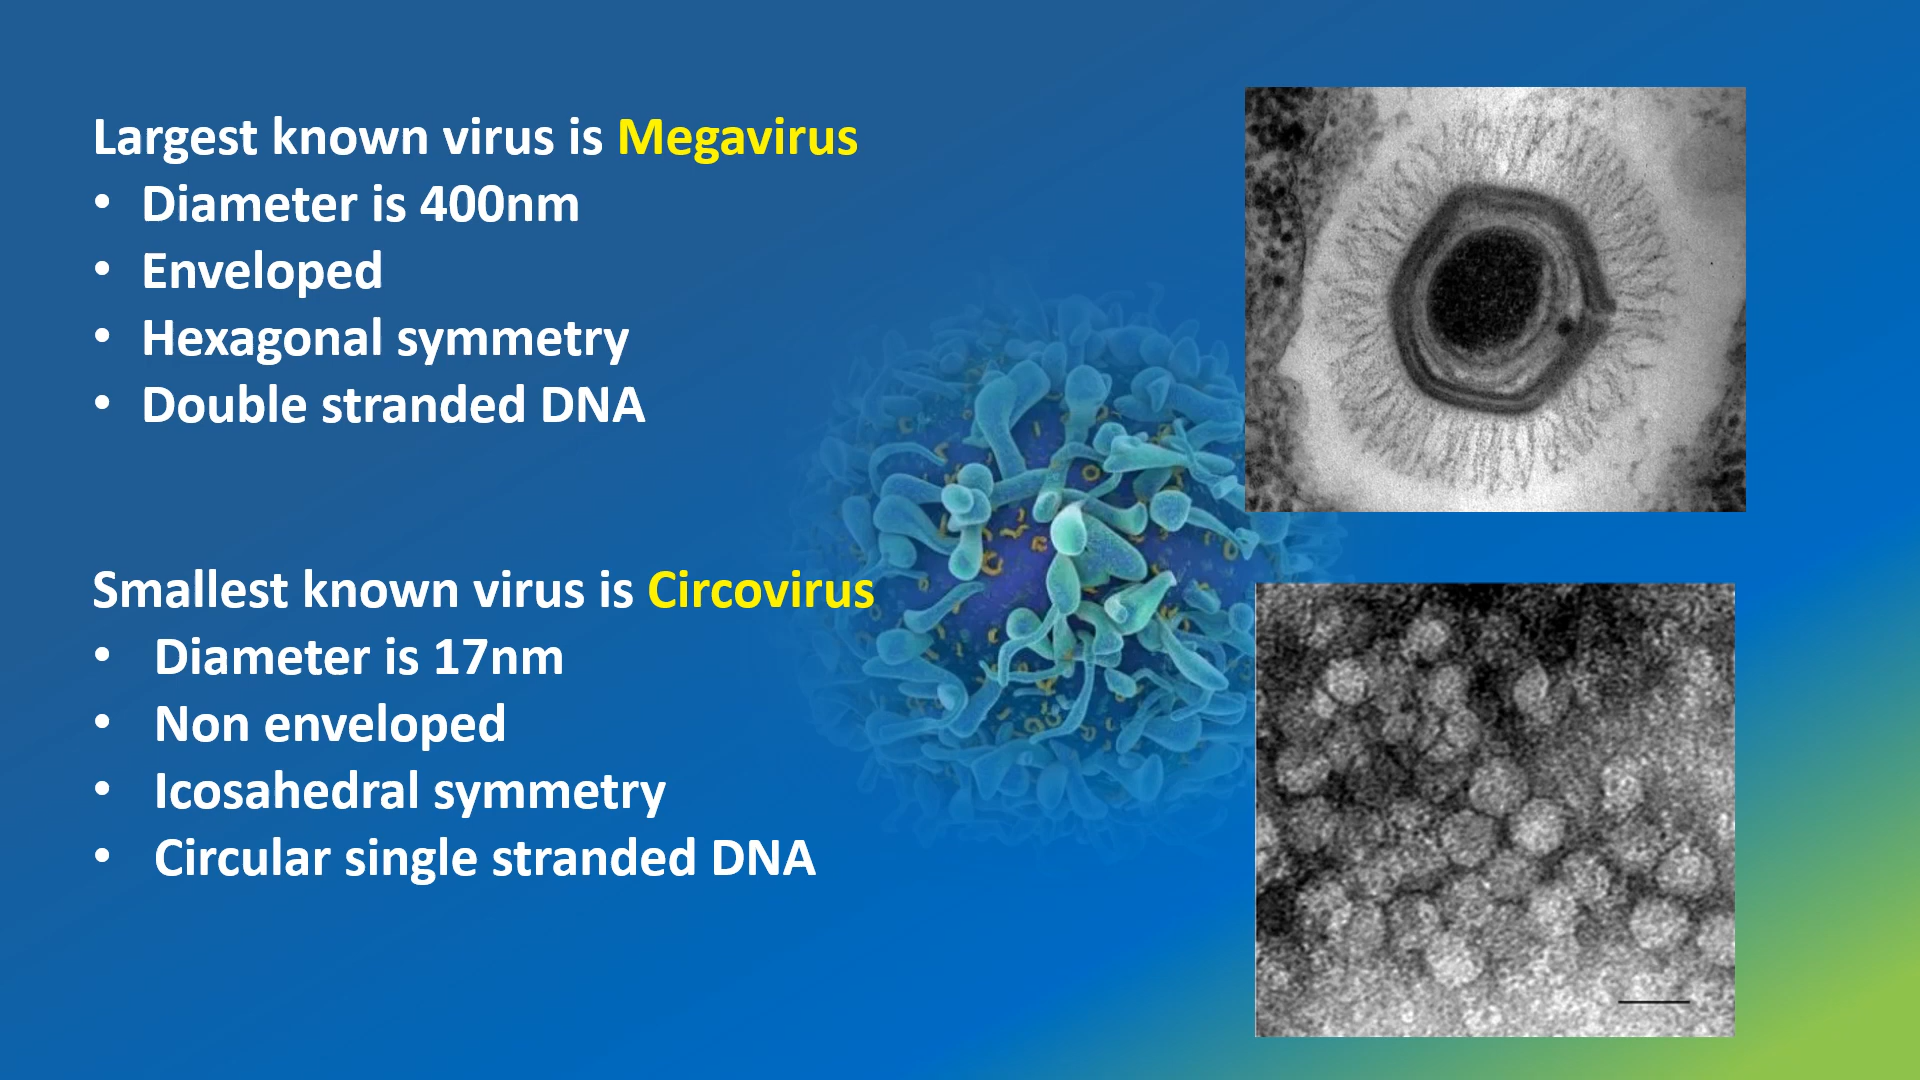 Largest known virus is Megavirus
• Diameter is 400nm
• Enveloped
• Hexagonal symmetry
• Double stranded DNA
Smallest known virus is Circovirus
• Diameter is 17nm
• Non enveloped
• Icosahedral symmetry
• Circular single stranded DNA